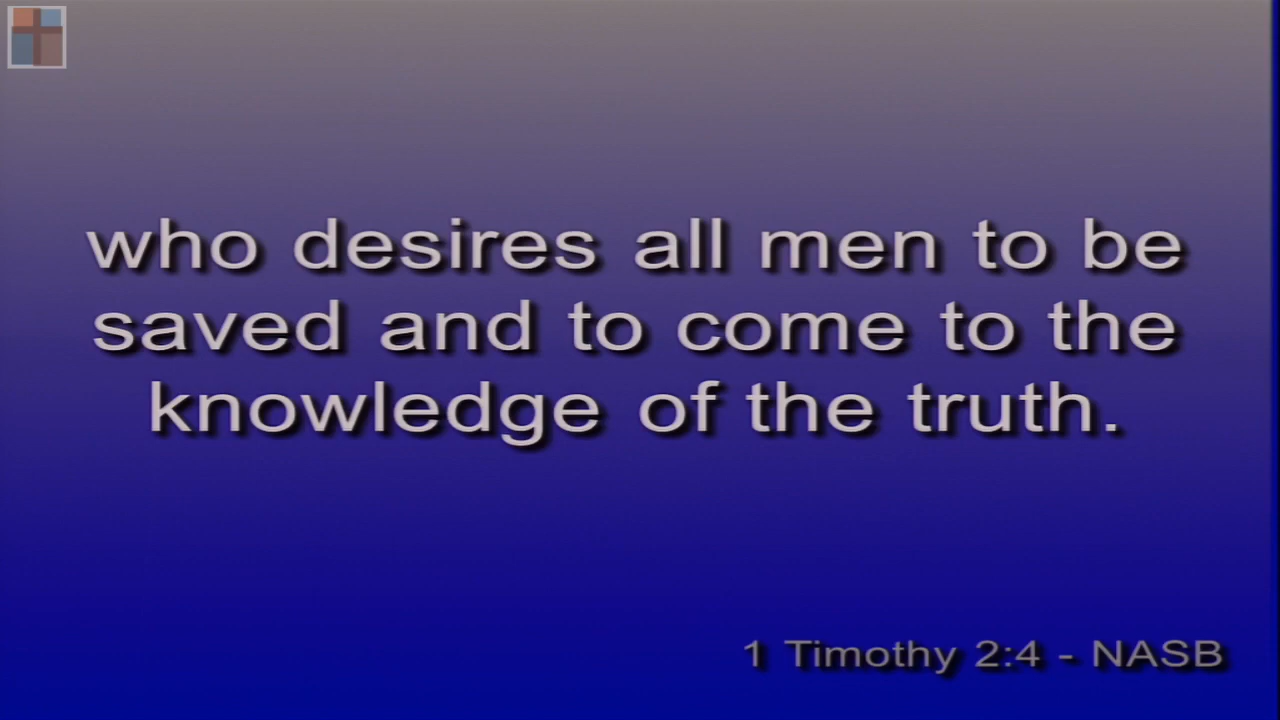 who desires all men to be
saved and to come to the
knowledge of the truth.
1 Timothy 2:4 - NASB